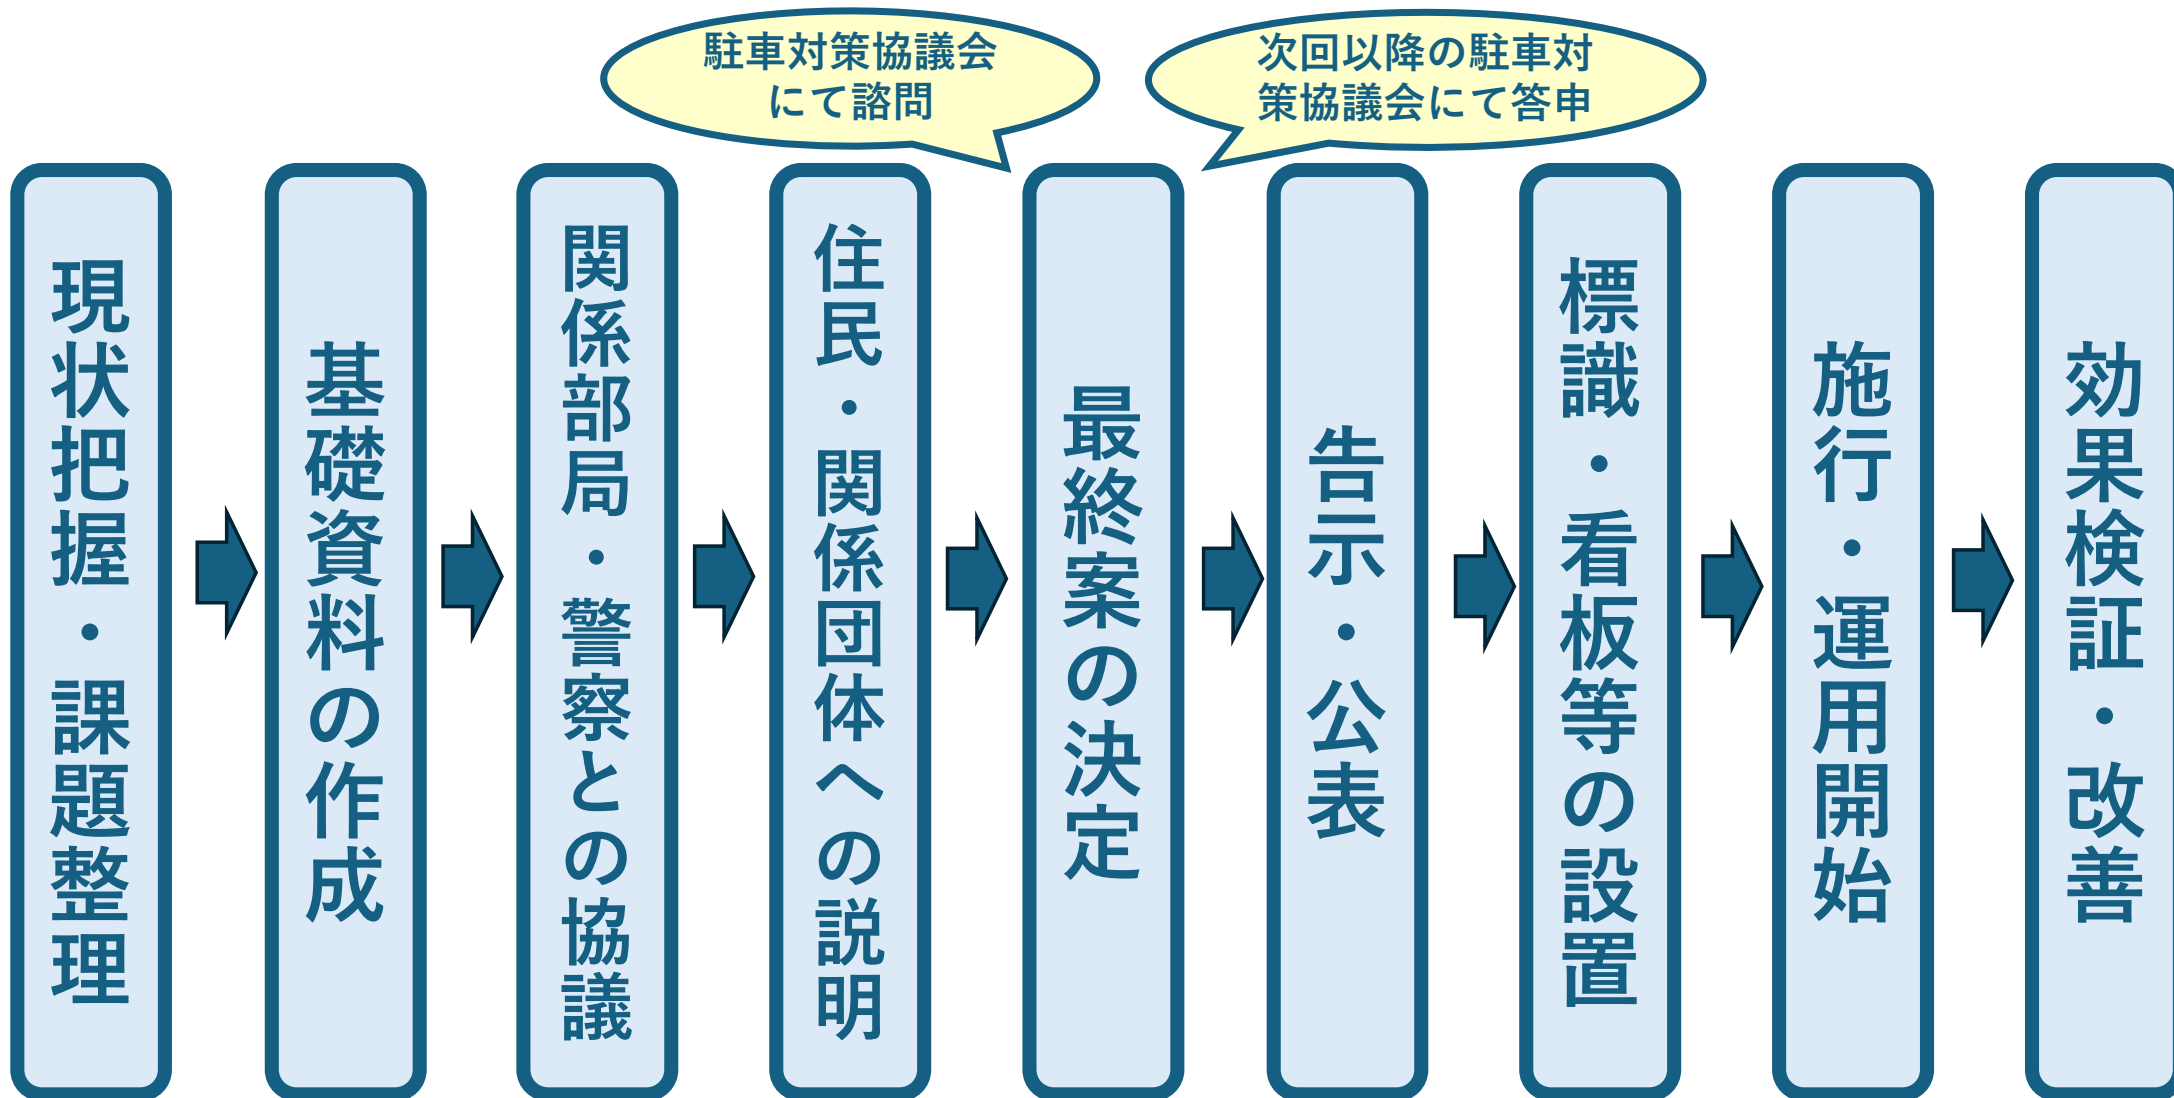 駐車対策協議会
にて諮問
次回以降の駐車対
策協議会にて答申
現状把握・課題整理
基礎資料の作成
関係部局・警察との協議
住民・関係団体への説明
最終案の決定
告示・公表
標識・看板等の設置
施行・運用開始
効果検証・改善